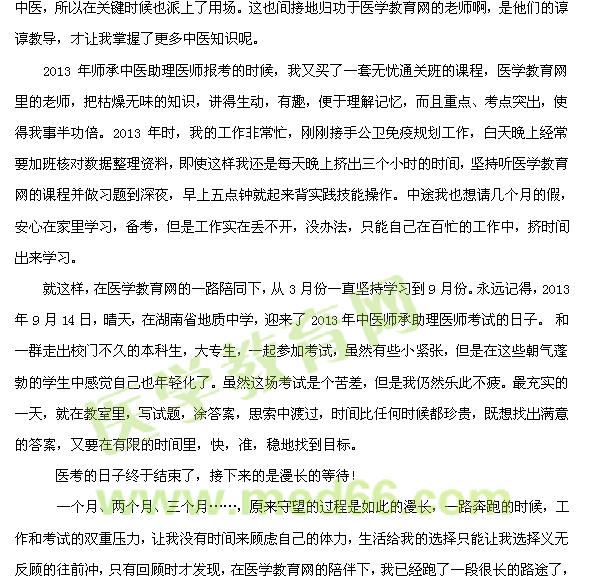 中医，所以在关键时候也派上了用场。这也间接地归功于医学教育网的老师啊，是他们的谆
谆教导，才让我掌握了更多中医知识呢。
2013 年师承中医助理医师报考的时候，我又买了一套无忧通关班的课程，医学教育网
里的老师，把枯燥无味的知识，讲得生动，有趣，便于理解记忆，而且重点、考点突出，使
得我事半功倍。2013 年时，我的工作非常忙，刚刚接手公卫免疫规划工作，白天晚上经常
要加班核对数据整理资料，即使这样我还是每天晚上挤出三个小时的时间，坚持听医学教育
网的课程并做习题到深夜，早上五点钟就起来背实践技能操作。中途我也想请几个月的假，
安心在家里学习，备考，但是工作实在丢不开，没办法，只能自己在百忙的工作中，挤时间
出来学习。
就这样，在医学教育网的一路陪同下，从 3 月份一直坚持学习到 9 月份。永远记得，2013
年 9 月 14 日，晴天，在湖南省地质中学，迎来了 2013 年中医师承助理医师考试的日子。 和
一群走出校门不久的本科生，大专生，一起参加考试，虽然有些小紧张，但是在这些朝气蓬
勃的学生中感觉自己也年轻化了。虽然这场考试是个苦差，但是我仍然乐此不疲。最充实的
一天，就在教室里，写试题，涂答案，思索中渡过，时间比任何时候都珍贵，既想找出满意
的答案，又要在有限的时间里，快，准，稳地找到目标。
医考的日子终于结束了，接下来的是漫长的等待！
一个月、两个月、三个月……，原来守望的过程是如此的漫长，一路奔跑的时候，工
作和考试的双重压力，让我没有时间来顾虑自己的体力，生活给我的选择只能让我选择义无
反顾的往前冲，只有回顾时才发现，在医学教育网的陪伴下，我已经跑了一段很长的路途了，
医学教育网
www.med66.com